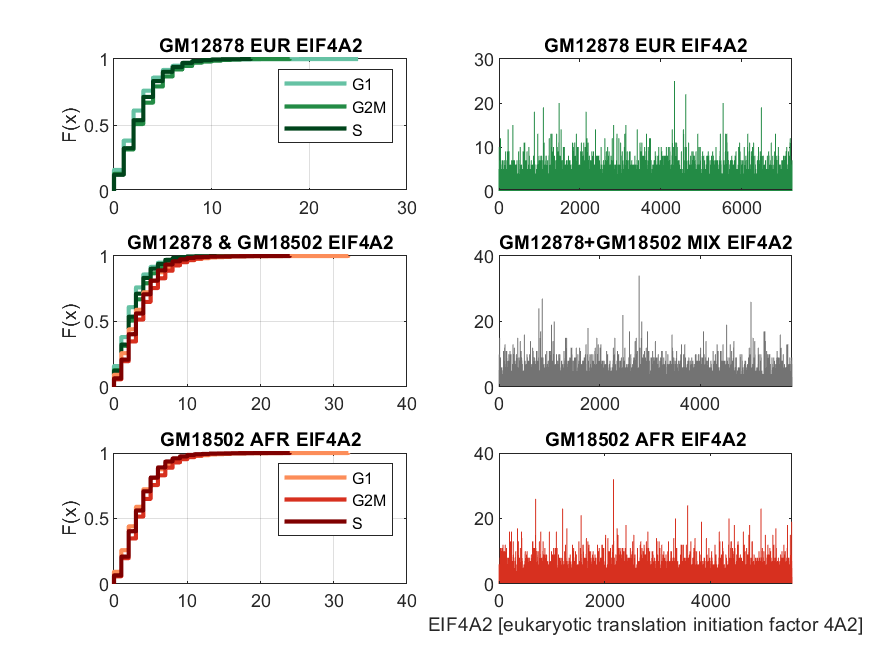 GM12878 EUR EIF4A2
1
0.5
0
F(x)
0 10 20 30
G1
G2M
S
GM12878 EUR EIF4A2
30
20
10
0
0 2000 4000 6000
GM12878 & GM18502 EIF4A2
1
0.5
0
F(x)
0 10 20 30 40
GM12878+GM18502 MIX EIF4A2
40
20
0
0 2000 4000
GM18502 AFR EIF4A2
1
0.5
0
F(x)
0 10 20 30 40
G1
G2M
S
GM18502 AFR EIF4A2
40
20
0
0 2000 4000
EIF4A2 [eukaryotic translation initiation factor 4A2]